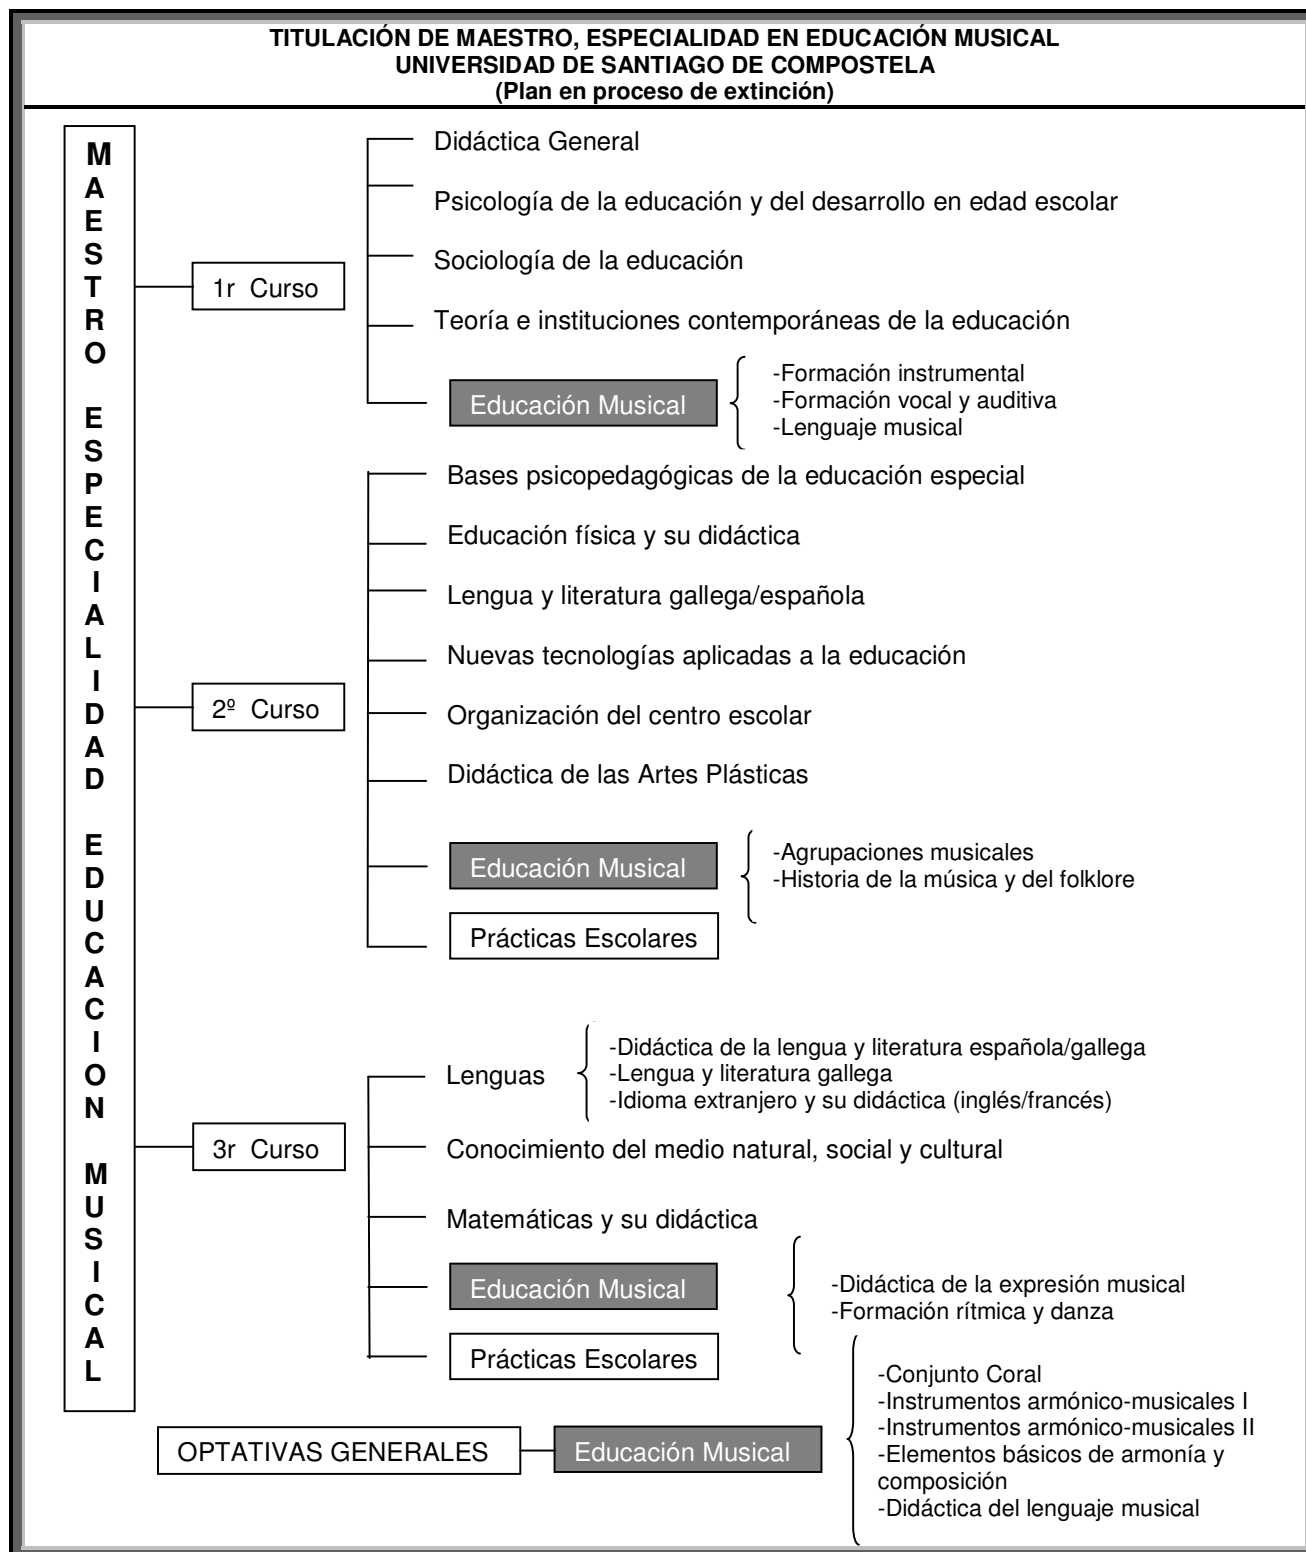 TITULACIÓN DE MAESTRO, ESPECIALIDAD EN EDUCACIÓN MUSICAL
UNIVERSIDAD DE SANTIAGO DE COMPOSTELA
(Plan en proceso de extinción)
MAESTRO ESPECIALIDAD EDUCACION MUSICAL
1r Curso
Didáctica General
Psicología de la educación y del desarrollo en edad escolar
Sociología de la educación
Teoría e instituciones contemporáneas de la educación
Educación Musical
-Formación instrumental
-Formación vocal y auditiva
-Lenguaje musical
2º Curso
Bases psicopedagógicas de la educación especial
Educación física y su didáctica
Lengua y literatura gallega/española
Nuevas tecnologías aplicadas a la educación
Organización del centro escolar
Didáctica de las Artes Plásticas
Educación Musical
-Agrupaciones musicales
-Historia de la música y del folklore
Prácticas Escolares
3r Curso
Lenguas
-Didáctica de la lengua y literatura española/gallega
-Lengua y literatura gallega
-Idioma extranjero y su didáctica (inglés/francés)
Conocimiento del medio natural, social y cultural
Matemáticas y su didáctica
Educación Musical
-Didáctica de la expresión musical
-Formación rítmica y danza
Prácticas Escolares
OPTATIVAS GENERALES
Educación Musical
-Conjunto Coral
-Instrumentos armónico-musicales I
-Instrumentos armónico-musicales II
-Elementos básicos de armonía y
composición
-Didáctica del lenguaje musical